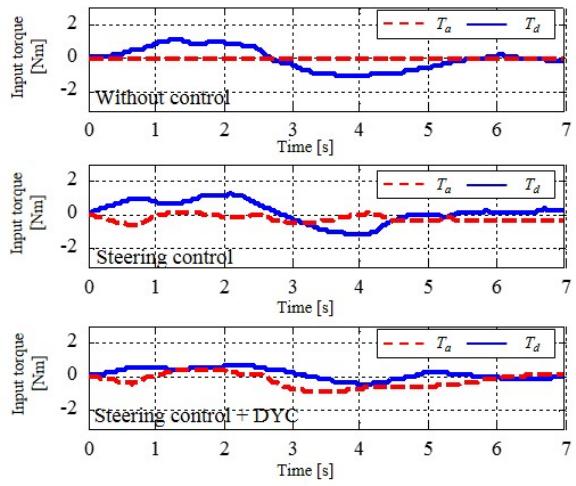 Input torque
[Nm]
2
0
-2
T_a T_d
Without control
0 1 2 3 4 5 6 7
Time [s]
Input torque
[Nm]
2
0
-2
T_a T_d
Steering control
0 1 2 3 4 5 6 7
Time [s]
Input torque
[Nm]
2
0
-2
T_a T_d
Steering control + DYC
0 1 2 3 4 5 6 7
Time [s]